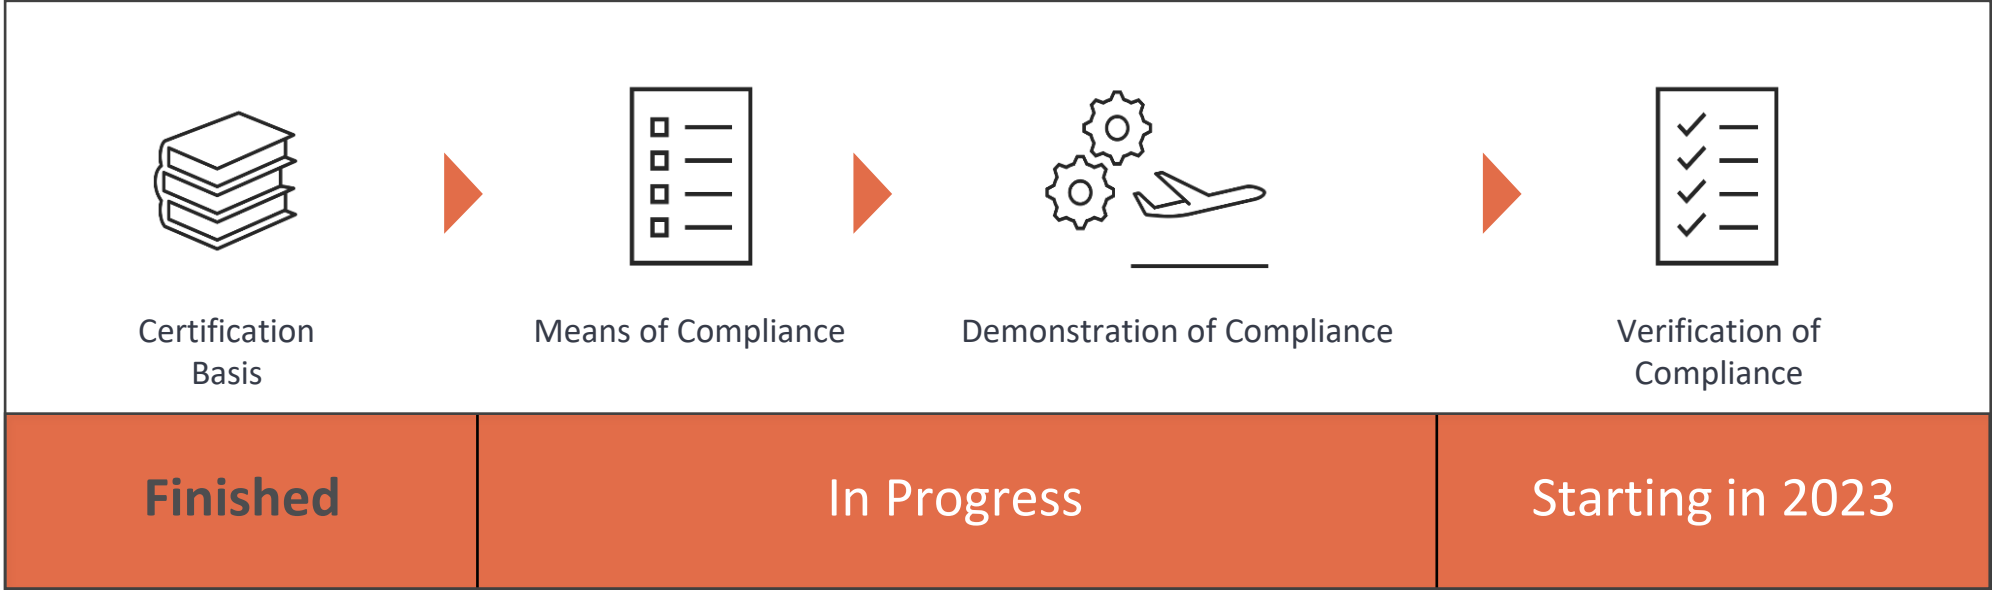 Certification
Basis
Means of Compliance
Demonstration of Compliance
Verification of
Compliance
Finished
In Progress
Starting in 2023